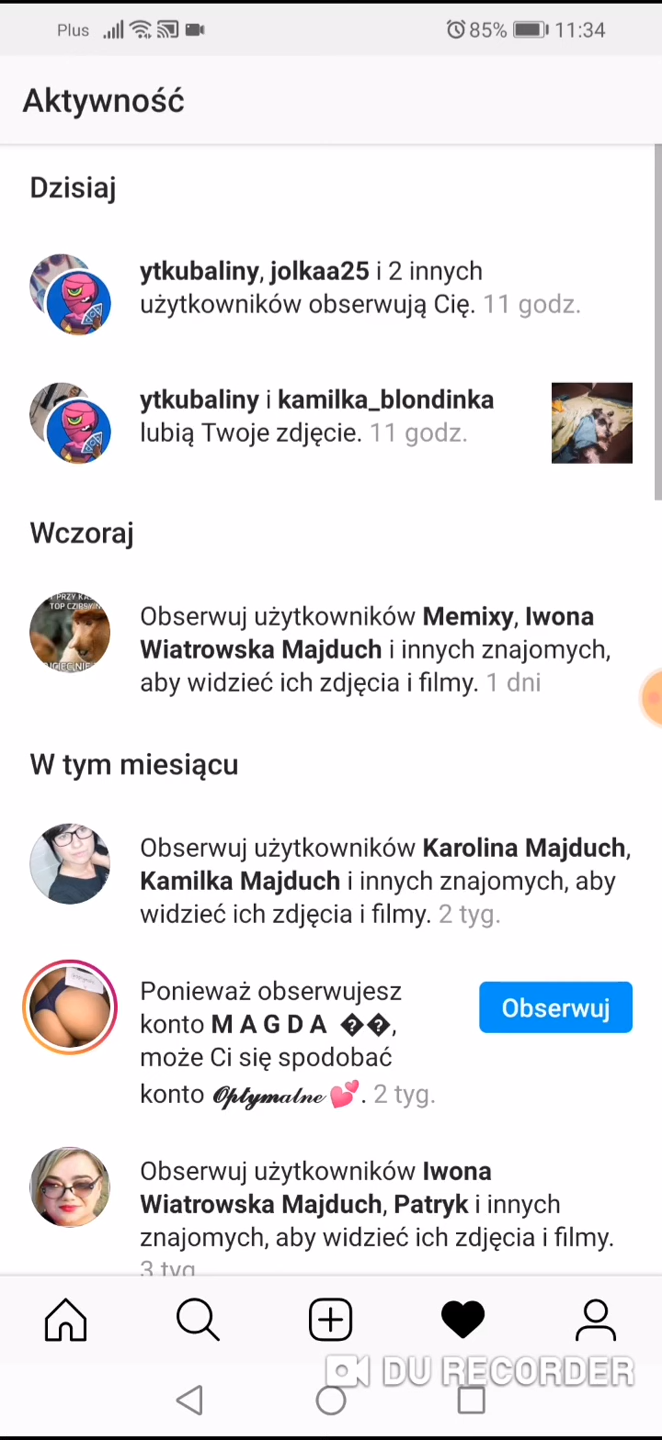 Plus 85% 11:34
Aktywność
Dzisiaj
ytkubaliny, jolkaa25 i 2 innych
użytkowników obserwują Cię. 11 godz.
ytkubaliny i kamilka_blondinka
lubią Twoje zdjęcie. 11 godz.
Wczoraj
TOP CZIPSY
Obserwuj użytkowników Memixy, Iwona
Wiatrowska Majduch i innych znajomych,
aby widzieć ich zdjęcia i filmy. 1 dni
W tym miesiącu
Obserwuj użytkowników Karolina Majduch,
Kamilka Majduch i innych znajomych, aby
widzieć ich zdjęcia i filmy. 2 tyg.
Ponieważ obserwujesz
konto M A G D A ��,
może Ci się spodobać
konto 𝓞𝓹𝓽𝔂𝓶𝓪𝓵𝓷𝓮 💕. 2 tyg.
Obserwuj
Obserwuj użytkowników Iwona
Wiatrowska Majduch, Patryk i innych
znajomych, aby widzieć ich zdjęcia i filmy.
3 tyg.
DU RECORDER